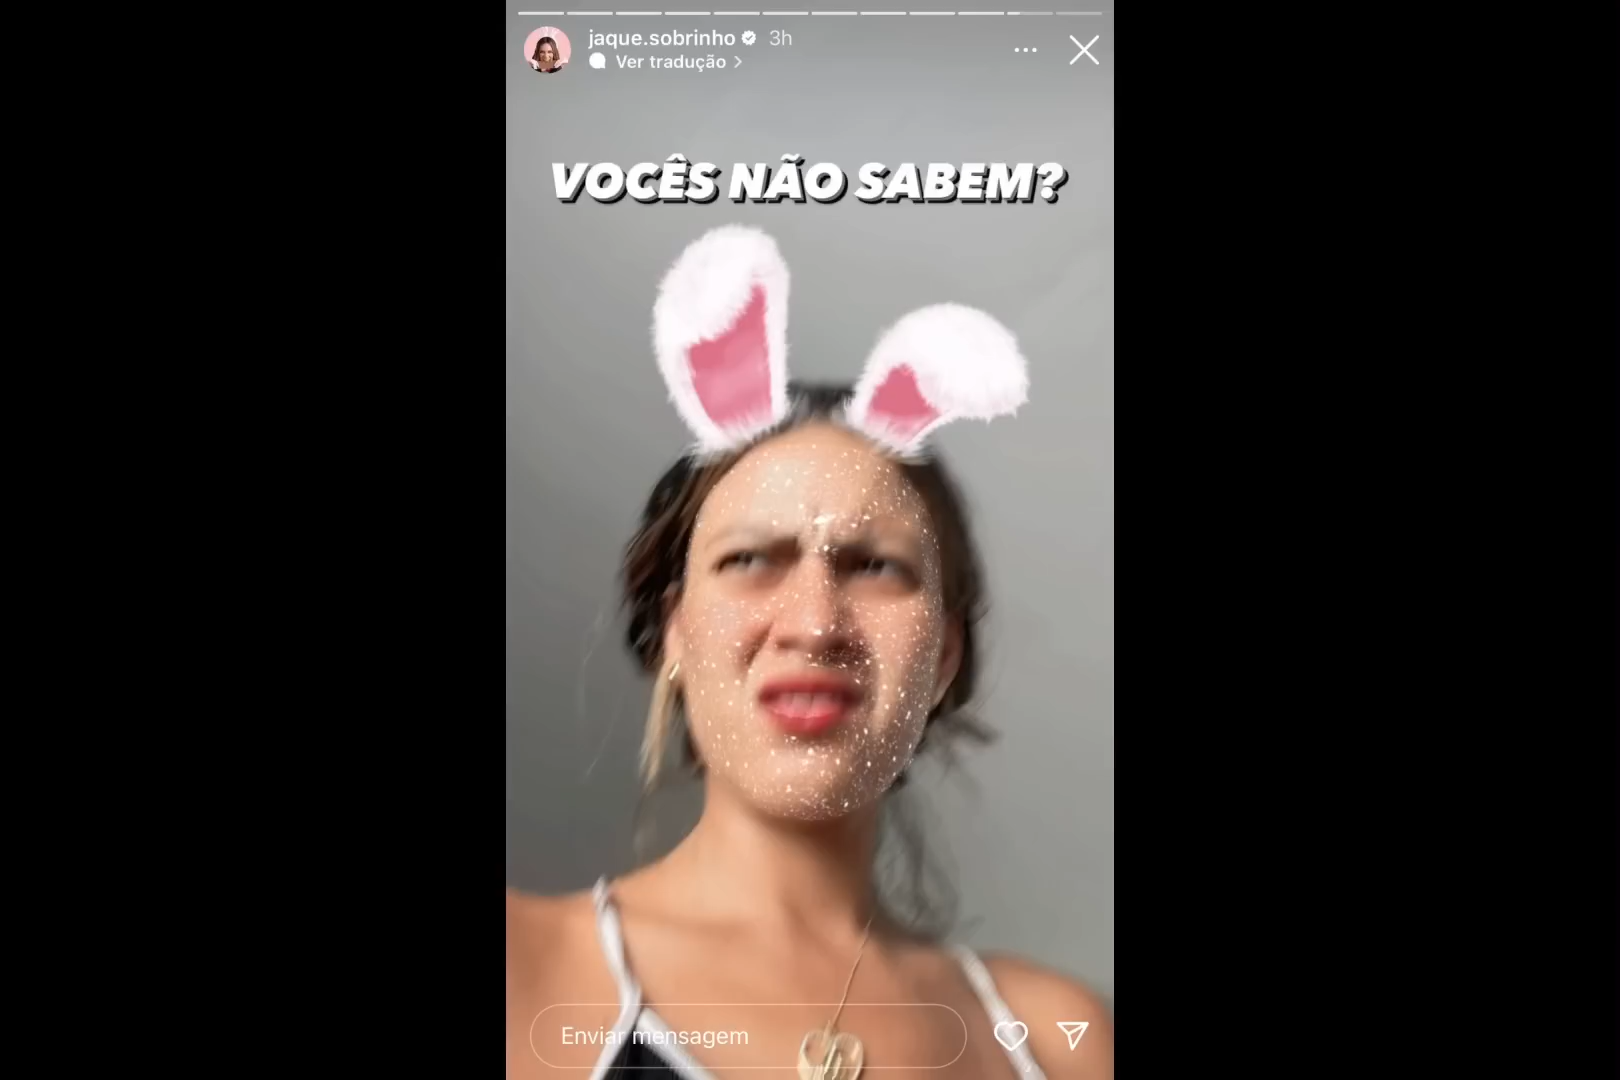 jaque.sobrinho 3h
Ver tradução
VOCÊS NÃO SABEM?
Enviar mensagem